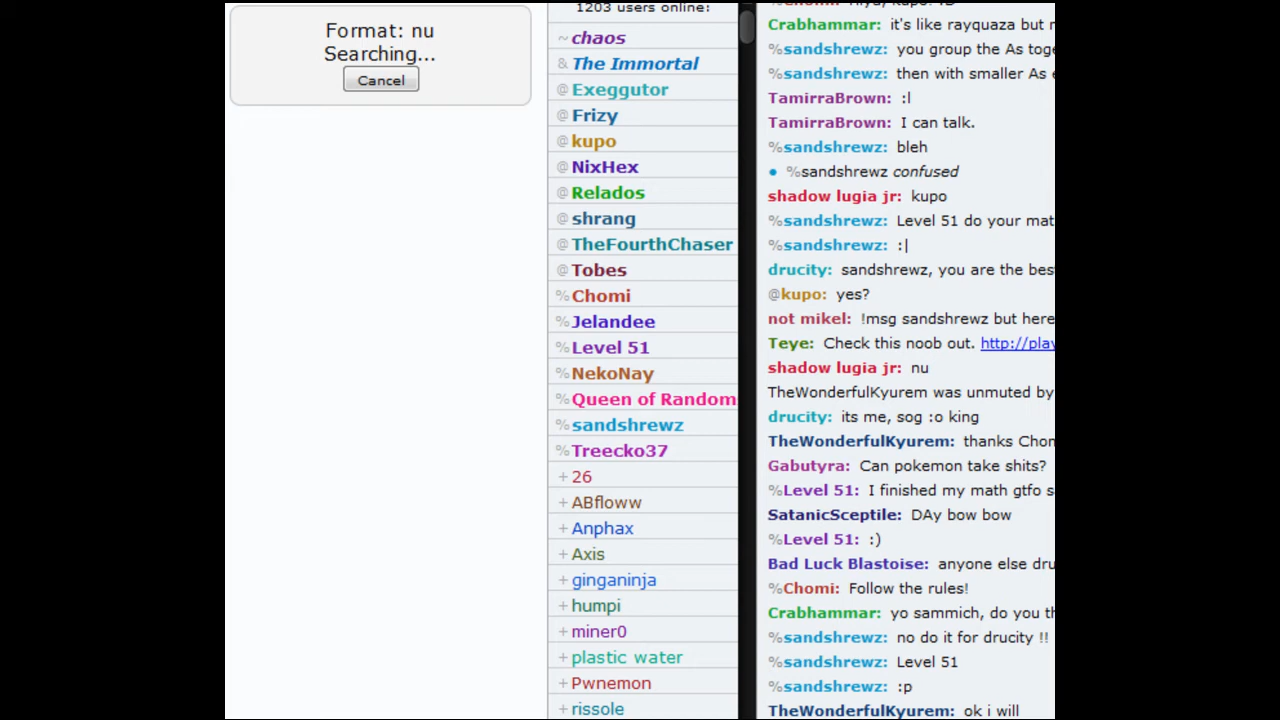 Format: nu
Searching...
Cancel
1203 users online:
~chaos
&The Immortal
@Exeggutor
@Frizy
@kupo
@NixHex
@Relados
@shrang
@TheFourthChaser
@Tobes
%Chomi
%Jelandee
%Level 51
%NekoNay
%Queen of Random
%sandshrewz
%Treecko37
+26
+ABfloww
+Anphax
+Axis
+ginganinja
+humpi
+miner0
+plastic water
+Pwnemon
+rissole
Crabhammar: it's like rayquaza but
%sandshrewz: you group the As
%sandshrewz: then with smaller As
TamirraBrown: :l
TamirraBrown: I can talk.
%sandshrewz: bleh
• %sandshrewz confused
shadow lugia jr: kupo
%sandshrewz: Level 51 do your
%sandshrewz: :|
drucity: sandshrewz, you are the
@kupo: yes?
not mikel: !msg sandshrewz but here
Teye: Check this noob out. http://play
shadow lugia jr: nu
TheWonderfulKyurem was unmuted by
drucity: its me, sog :o king
TheWonderfulKyurem: thanks
Gabutyra: Can pokemon take shits?
%Level 51: I finished my math gtfo
SatanicSceptile: DAy bow bow
%Level 51: :)
Bad Luck Blastoise: anyone else
%Chomi: Follow the rules!
Crabhammar: yo sammich, do you
%sandshrewz: no do it for drucity !!
%sandshrewz: Level 51
%sandshrewz: :p
TheWonderfulKyurem: ok i will